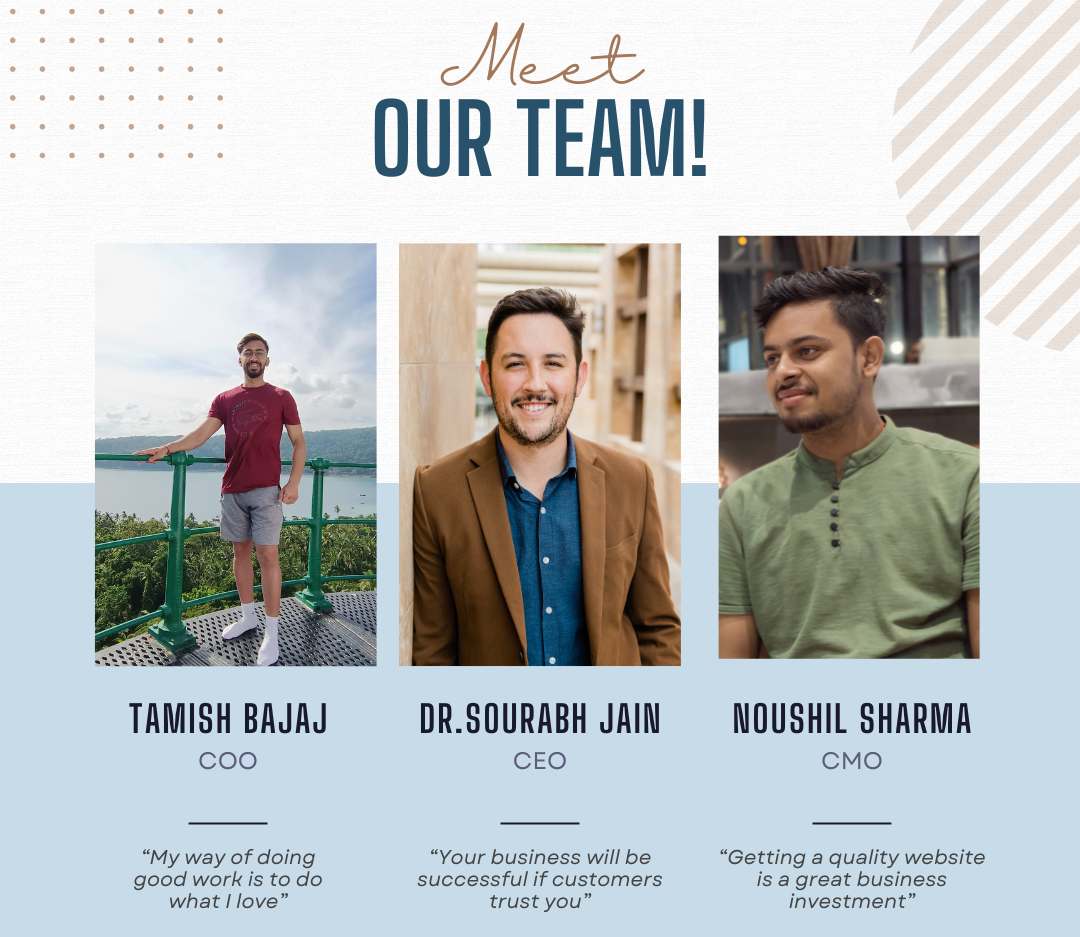 Meet
OUR TEAM!
TAMISH BAJAJ
COO
“My way of doing
good work is to do
what I love”
DR.SOURABH JAIN
CEO
“Your business will be
successful if customers
trust you”
NOUSHIL SHARMA
CMO
“Getting a quality website
is a great business
investment”